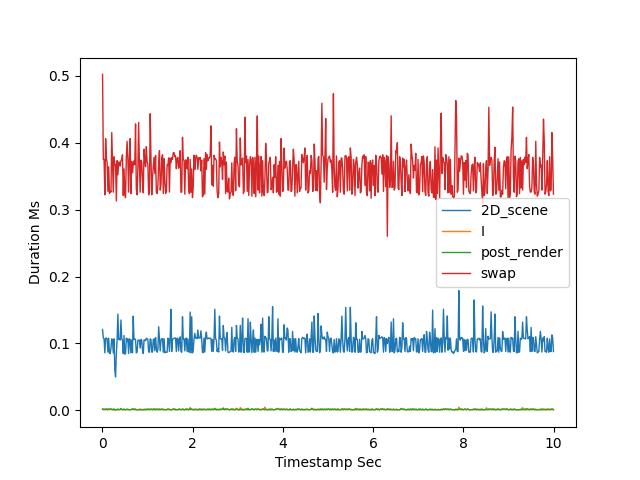 0.5
0.4
0.3
0.2
0.1
0.0
Duration Ms
2D_scene
I
post_render
swap
0
2
4
6
8
10
Timestamp Sec